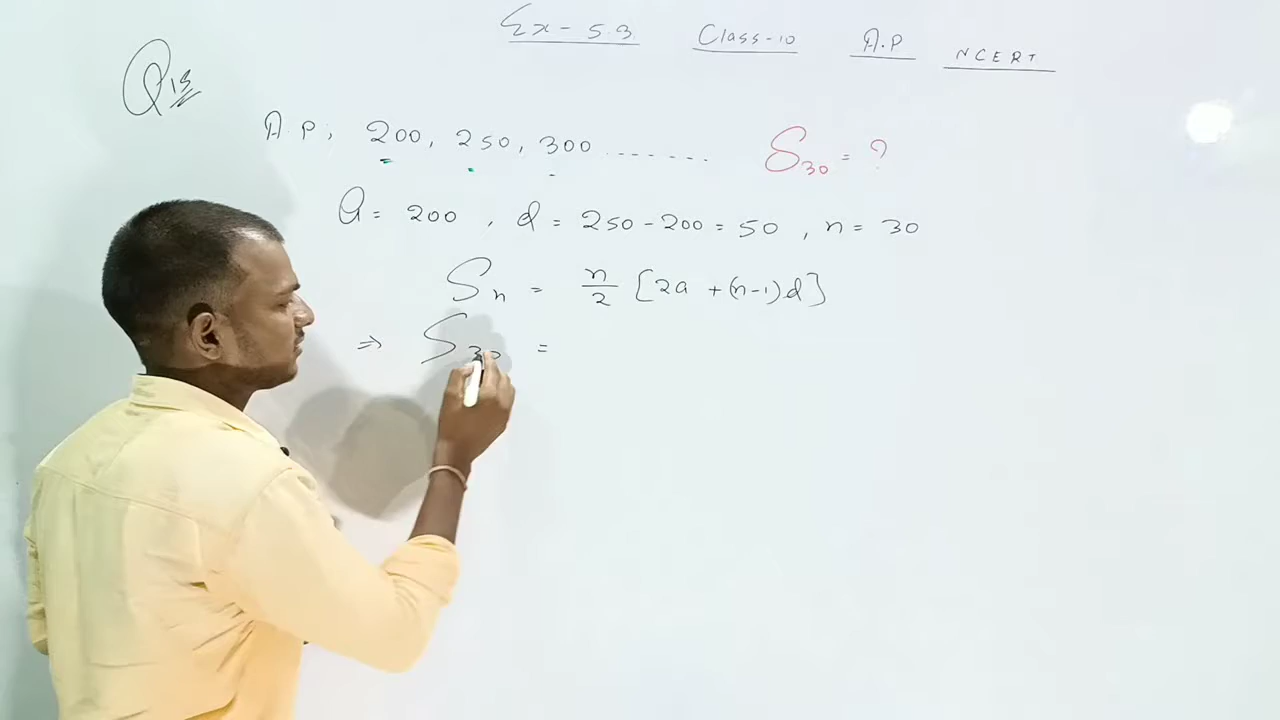 Ex - 5.3 Class-10 A.P NCERT
Q15
A.P; 200, 250, 300 ....... S30 = ?
a = 200 , d = 250 - 200 = 50 , n = 30
Sn = n/2 [2a + (n-1)d]
⇒ S30 =